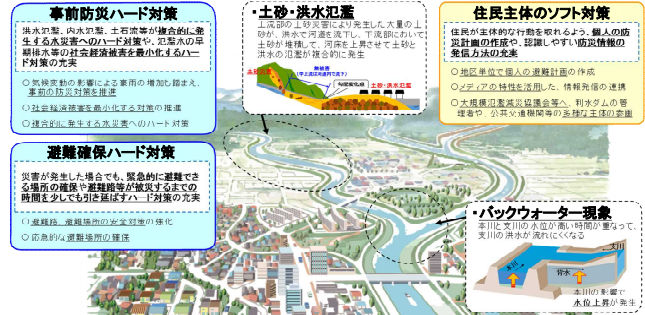 事前防災ハード対策
洪水氾濫、内水氾濫、土石流等が複合的に発
生する水災害へのハード対策や、氾濫水の早
期排水等の社会経済被害を最小化するハー
ド対策の充実
○気候変動の影響による豪雨の増加も踏まえ、
事前の防災対策を推進
○社会経済被害を最小化する対策の推進
○複合的に発生する水災害へのハード対策
避難確保ハード対策
災害が発生した場合でも、緊急的に避難でき
る場所の確保や避難路等が被災するまでの
時間を少しでも引き延ばすハード対策の充実
○避難路、避難場所の安全対策の強化
○応急的な避難場所の確保
・土砂・洪水氾濫
上流部の土砂災害により発生した大量の土
砂が、洪水で河道を流下し、下流部において
土砂が堆積して、河床を上昇させて土砂と
洪水の氾濫が複合的に発生
勾配変化点
土砂・洪水氾濫
住民主体のソフト対策
住民が主体的な行動を取れるよう、個人の防
災計画の作成や、認識しやすい防災情報の
発信方法の充実
○地区単位で個人の避難計画の作成
○メディアの特性を活用した、情報発信の連携
○大規模氾濫減災協議会等へ、利水ダムの管
理者や、公共交通機関等の多種な主体の参画
・バックウォーター現象
本川と支川の水位が高い時間が重なって、
支川の洪水が流れにくくなる
支川
本川
背水
本川の影響で
水位上昇が発生